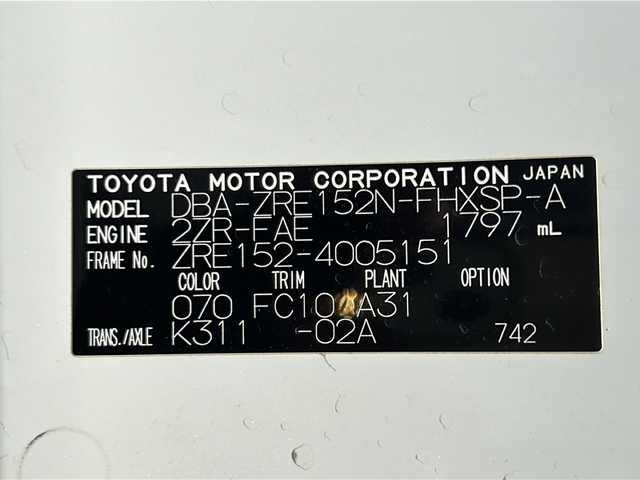 TOYOTA MOTOR CORPORATION JAPAN
MODEL DBA-ZRE152N-FHXSP-A
ENGINE 2ZR-FAE 1797 mL
FRAME No. ZRE152-4005151
COLOR TRIM PLANT OPTION
070 A31
TRANS./AXLE K311 -02A 742